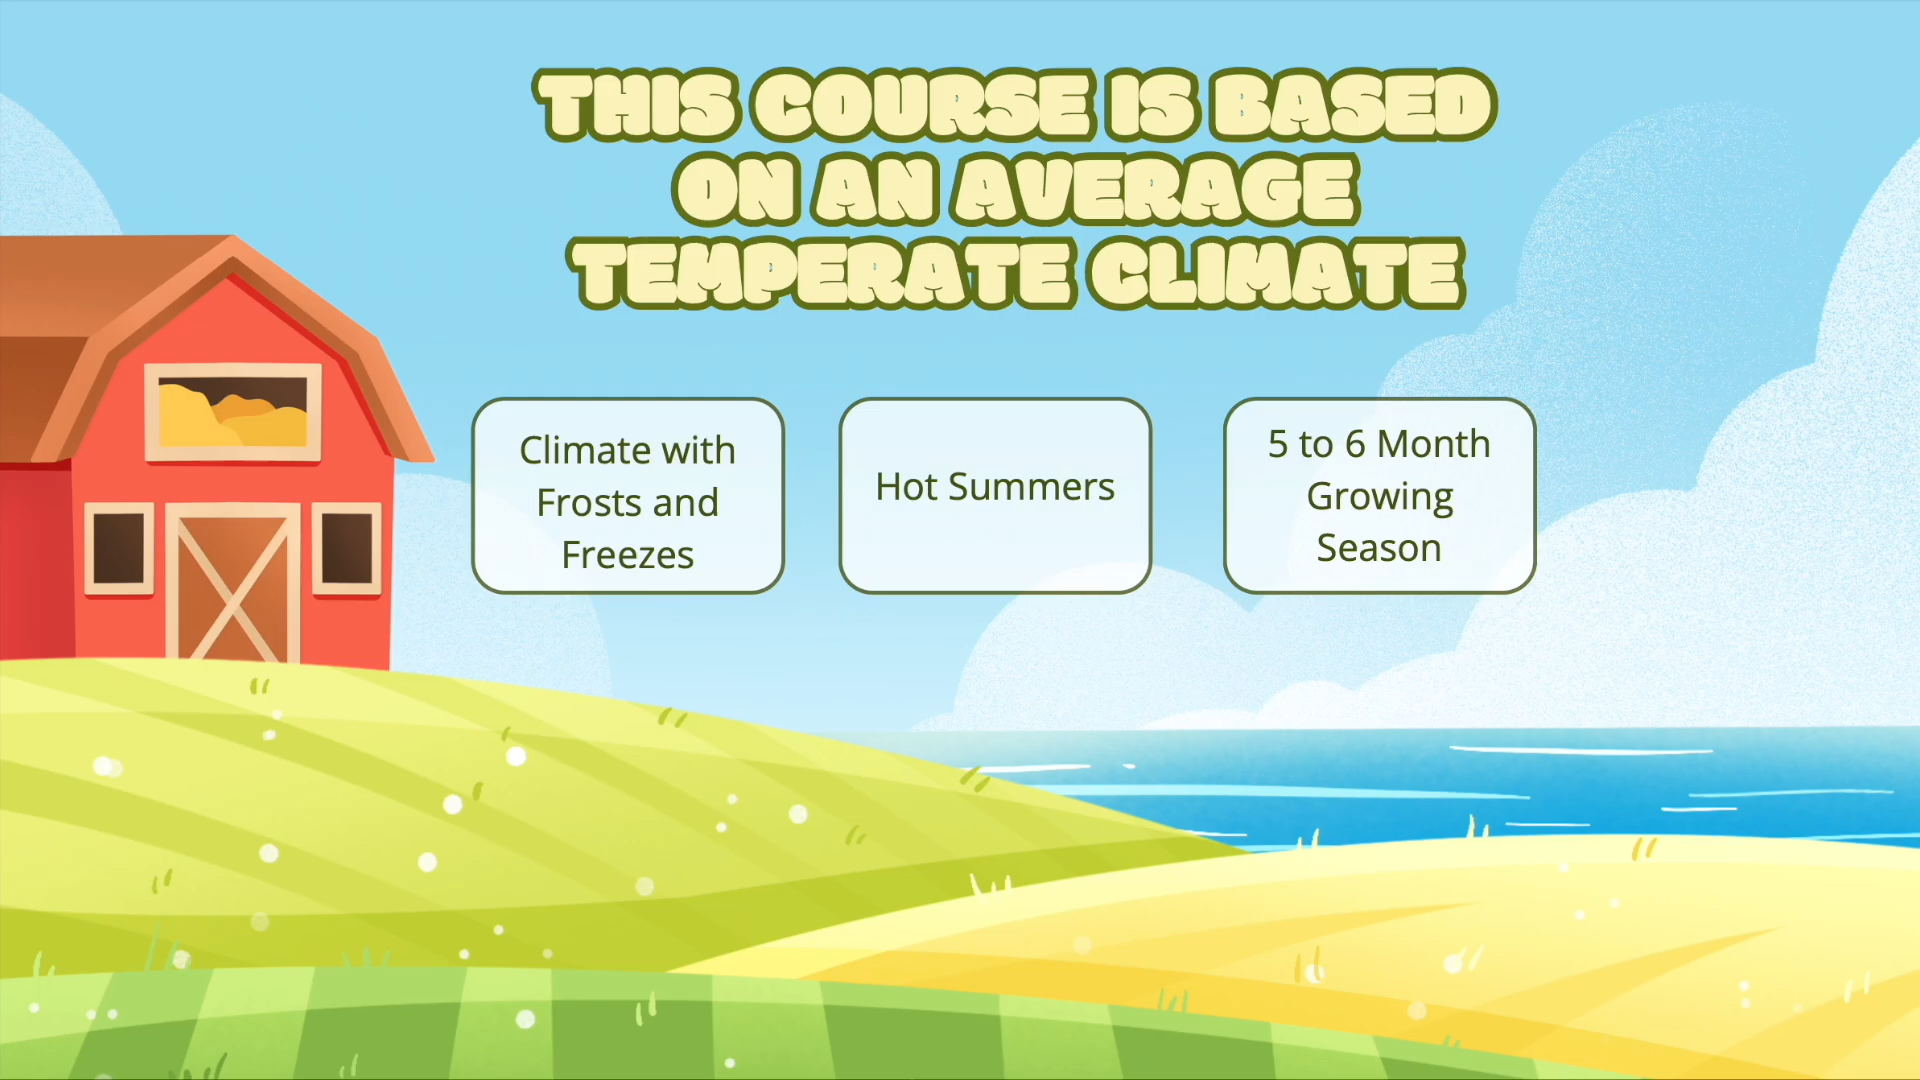 THIS COURSE IS BASED
ON AN AVERAGE
TEMPERATE CLIMATE
Climate with
Frosts and
Freezes
Hot Summers
5 to 6 Month
Growing
Season